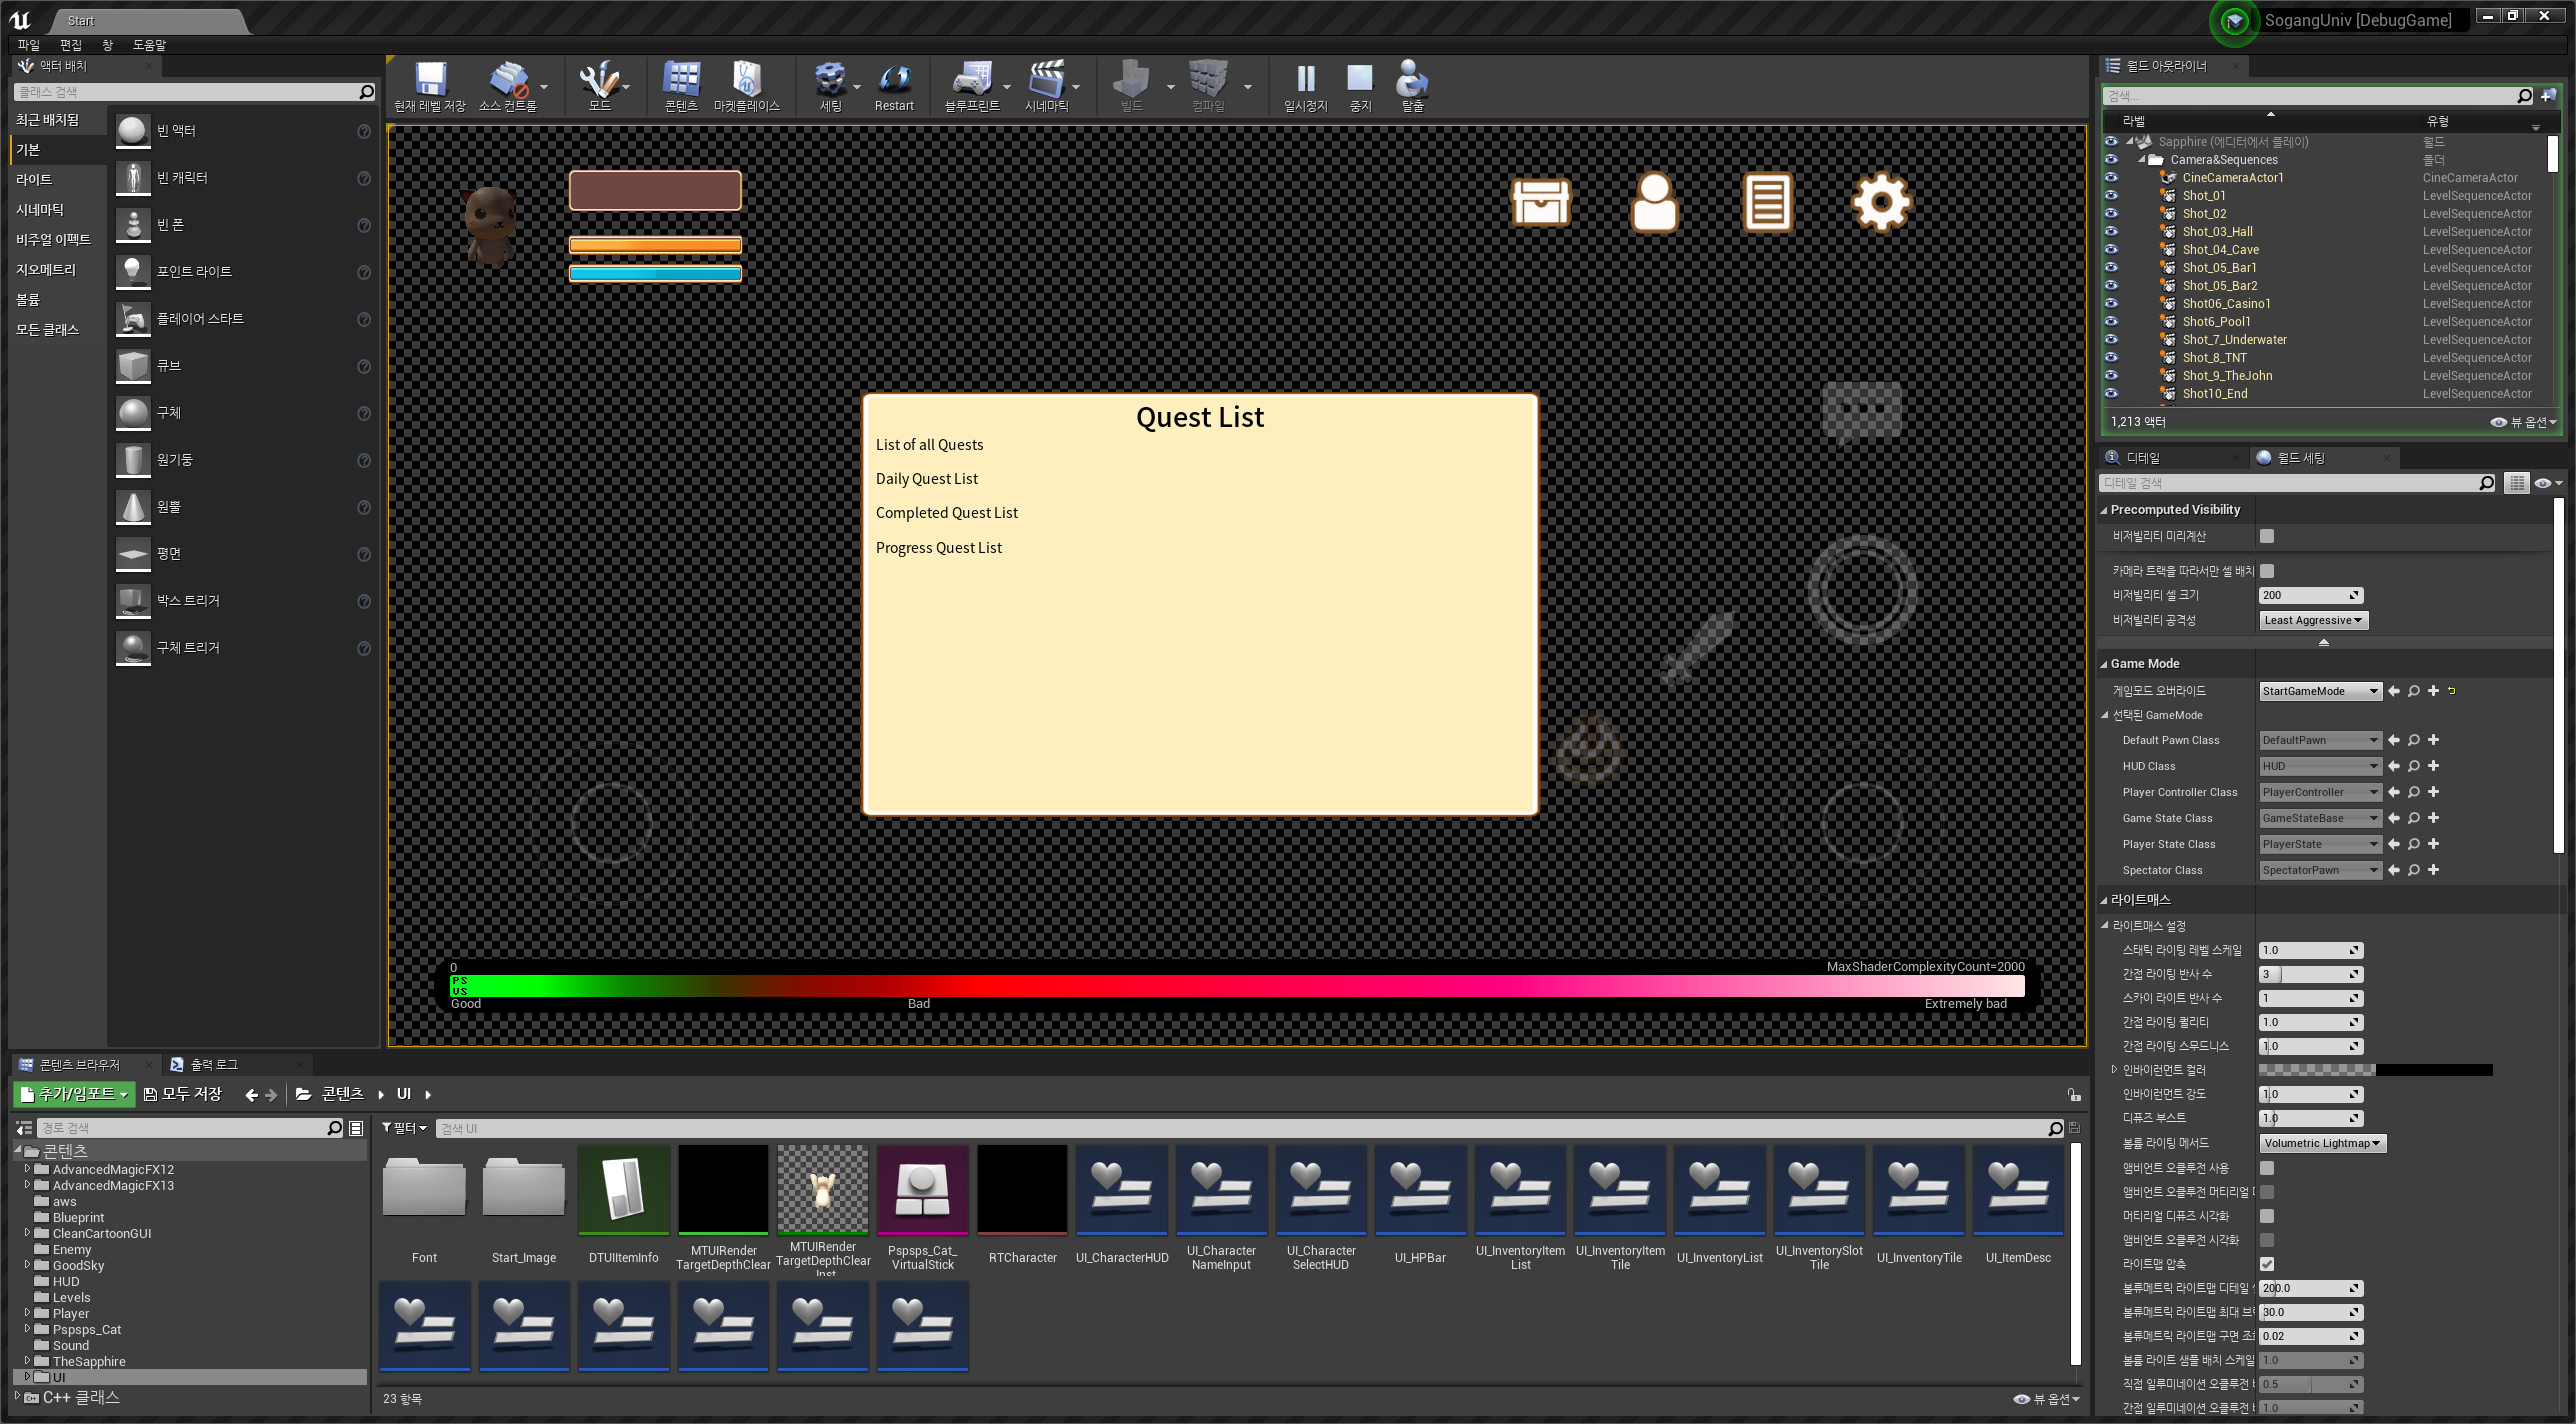 Start
SogangUniv [DebugGame]
파일 편집 창 도움말
액터 배치
클래스 검색
최근 배치됨
기본
라이트
시네마틱
비주얼 이펙트
지오메트리
볼륨
모든 클래스
빈 액터
빈 캐릭터
빈 폰
포인트 라이트
플레이어 스타트
큐브
구체
원기둥
원뿔
평면
박스 트리거
구체 트리거
현재 레벨 저장 소스 컨트롤 모드 콘텐츠 마켓플레이스 세팅 Restart 블루프린트 시네마틱 빌드 컴파일 일시정지 중지 탈출
Quest List
List of all Quests
Daily Quest List
Completed Quest List
Progress Quest List
0 MaxShaderComplexityCount=2000
PS
VS
Good Bad Extremely bad
월드 아웃라이너
검색...
라벨 유형
Sapphire (에디터에서 플레이) 월드
Camera&Sequences 폴더
CineCameraActor1 CineCameraActor
Shot_01 LevelSequenceActor
Shot_02 LevelSequenceActor
Shot_03_Hall LevelSequenceActor
Shot_04_Cave LevelSequenceActor
Shot_05_Bar1 LevelSequenceActor
Shot_05_Bar2 LevelSequenceActor
Shot06_Casino1 LevelSequenceActor
Shot6_Pool1 LevelSequenceActor
Shot_7_Underwater LevelSequenceActor
Shot_8_TNT LevelSequenceActor
Shot_9_TheJohn LevelSequenceActor
Shot10_End LevelSequenceActor
1,213 액터 뷰 옵션
디테일 월드 세팅
디테일 검색
Precomputed Visibility
비저빌리티 미리계산
카메라 트랙을 따라서만 셀 배치
비저빌리티 셀 크기 200
비저빌리티 공격성 Least Aggressive
Game Mode
게임모드 오버라이드 StartGameMode
선택된 GameMode
Default Pawn Class DefaultPawn
HUD Class HUD
Player Controller Class PlayerController
Game State Class GameStateBase
Player State Class PlayerState
Spectator Class SpectatorPawn
라이트매스
라이트매스 설정
스태틱 라이팅 레벨 스케일 1.0
간접 라이팅 반사 수 3
스카이 라이트 반사 수 1
간접 라이팅 퀄리티 1.0
간접 라이팅 스무드니스 1.0
인바이런먼트 컬러
인바이런먼트 강도 1.0
디퓨즈 부스트 1.0
볼륨 라이팅 메서드 Volumetric Lightmap
앰비언트 오클루전 사용
앰비언트 오클루전 머티리얼
머티리얼 디퓨즈 시각화
앰비언트 오클루전 시각화
라이트맵 압축
볼류메트릭 라이트맵 디테일 200.0
볼류메트릭 라이트맵 최대 30.0
볼류메트릭 라이트맵 구면 0.02
볼륨 라이트 샘플 배치 스케일 1.0
직접 일루미네이션 오클루전 0.5
간접 일루미네이션 오클루전 1.0
콘텐츠 브라우저 출력 로그
추가/임포트 모두 저장 콘텐츠 UI
경로 검색
필터 검색 UI
콘텐츠
AdvancedMagicFX12
AdvancedMagicFX13
aws
Blueprint
CleanCartoonGUI
Enemy
GoodSky
HUD
Levels
Player
Pspsps_Cat
Sound
TheSapphire
UI
C++ 클래스
Font
Start_Image
DTUIItemInfo
MTUIRender
TargetDepthClear
MTUIRender
TargetDepthClear
Inst
Pspsps_Cat_
VirtualStick
RTCharacter
UI_CharacterHUD
UI_Character
NameInput
UI_Character
SelectHUD
UI_HPBar
UI_InventoryItem
List
UI_InventoryItem
Tile
UI_InventoryList
UI_InventorySlot
Tile
UI_InventoryTile
UI_ItemDesc
23 항목 뷰 옵션